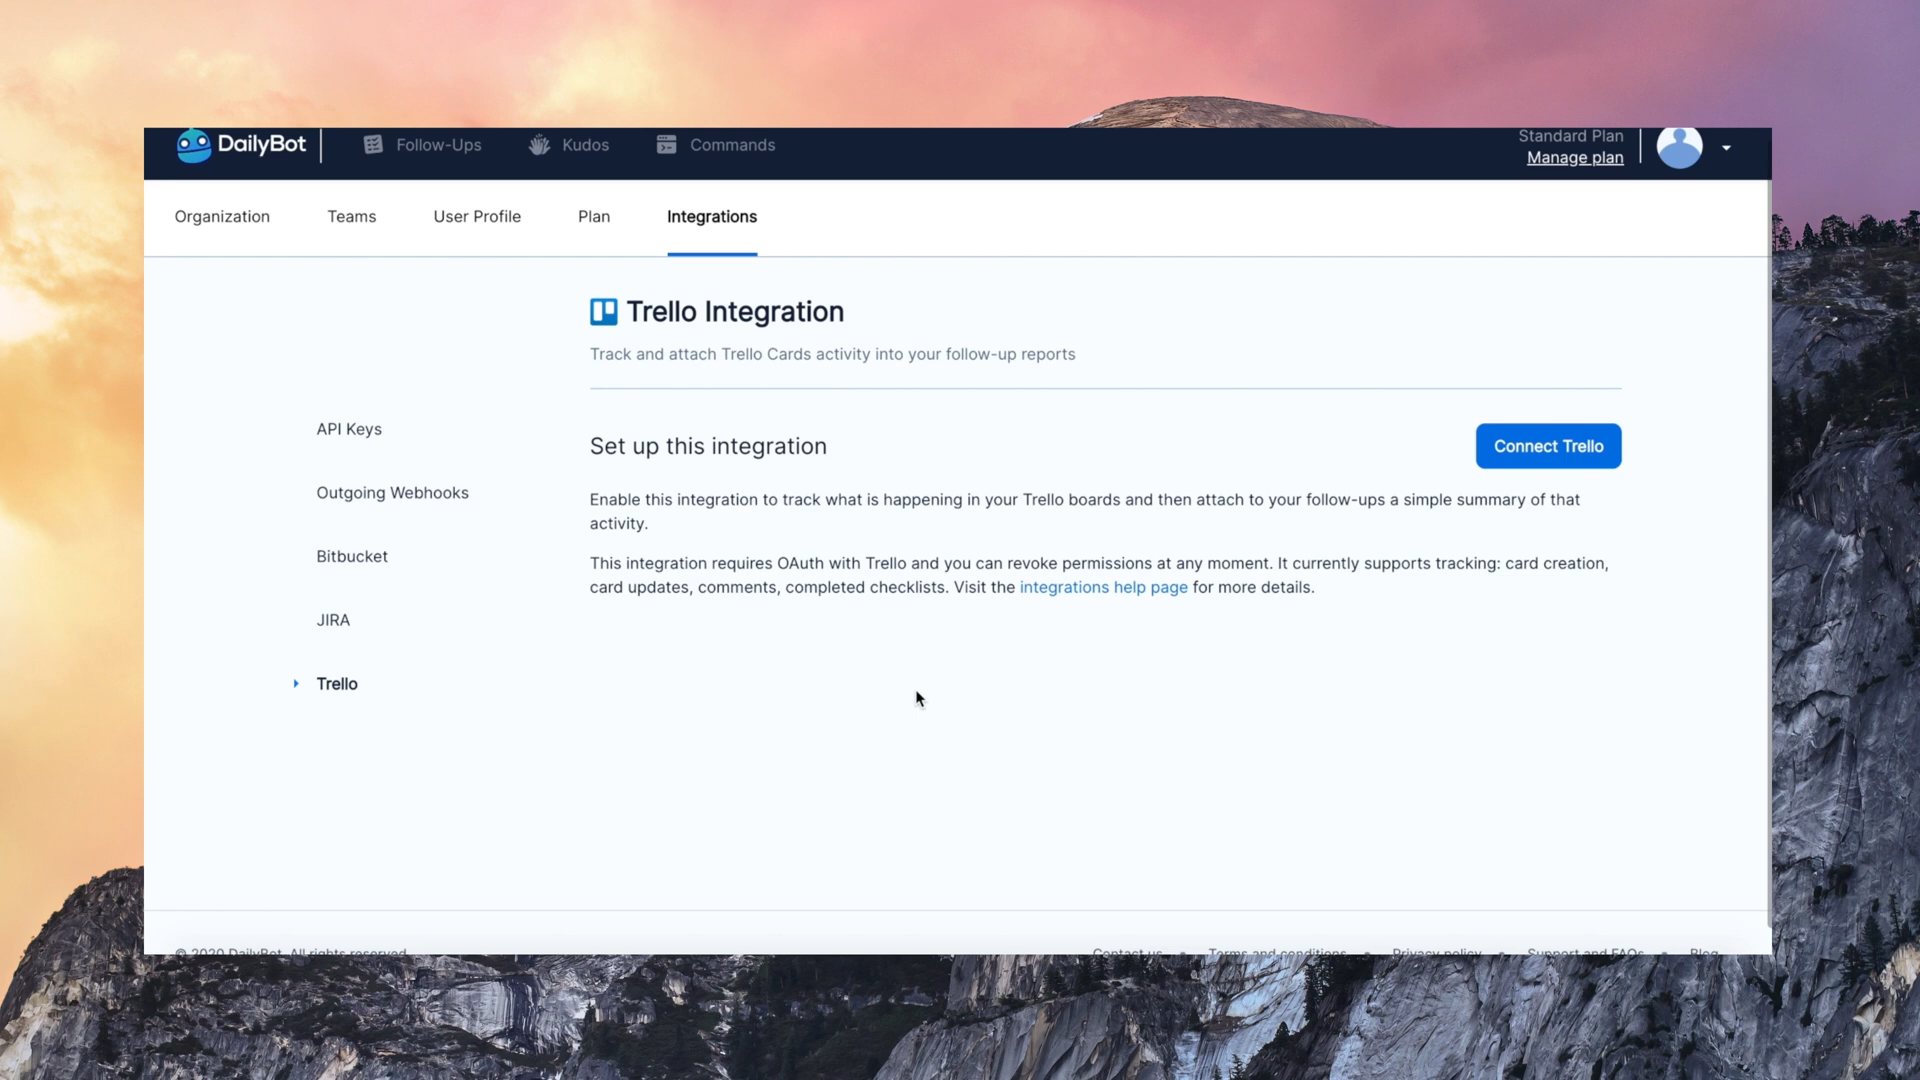 DailyBot
Follow-Ups
Kudos
Commands
Standard Plan
Manage plan
Organization
Teams
User Profile
Plan
Integrations
Trello Integration
Track and attach Trello Cards activity into your follow-up reports
API Keys
Outgoing Webhooks
Bitbucket
JIRA
Trello
Set up this integration
Connect Trello
Enable this integration to track what is happening in your Trello boards and then attach to your follow-ups a simple summary of that
activity.
This integration requires OAuth with Trello and you can revoke permissions at any moment. It currently supports tracking: card creation,
card updates, comments, completed checklists. Visit the integrations help page for more details.
© 2020 DailyBot. All rights reserved
Contact us
Terms and conditions
Privacy policy
Support and FAQs
Blog